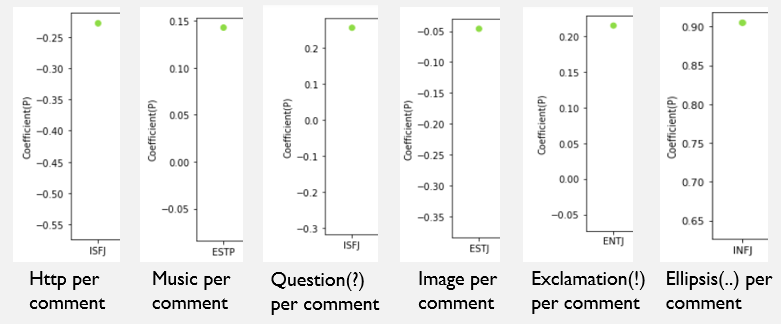 Coefficient(P)
−0.25
−0.30
−0.35
−0.40
−0.45
−0.50
−0.55
ISFJ
Http per
comment
Coefficient(P)
0.15
0.10
0.05
0.00
−0.05
ESTP
Music per
comment
Coefficient(P)
0.2
0.1
0.0
−0.1
−0.2
−0.3
ISFJ
Question(?)
per comment
Coefficient(P)
−0.05
−0.10
−0.15
−0.20
−0.25
−0.30
−0.35
ESTJ
Image per
comment
Coefficient(P)
0.20
0.15
0.10
0.05
0.00
−0.05
ENTJ
Exclamation(!)
per comment
Coefficient(P)
0.90
0.85
0.80
0.75
0.70
0.65
INFJ
Ellipsis(..) per
comment